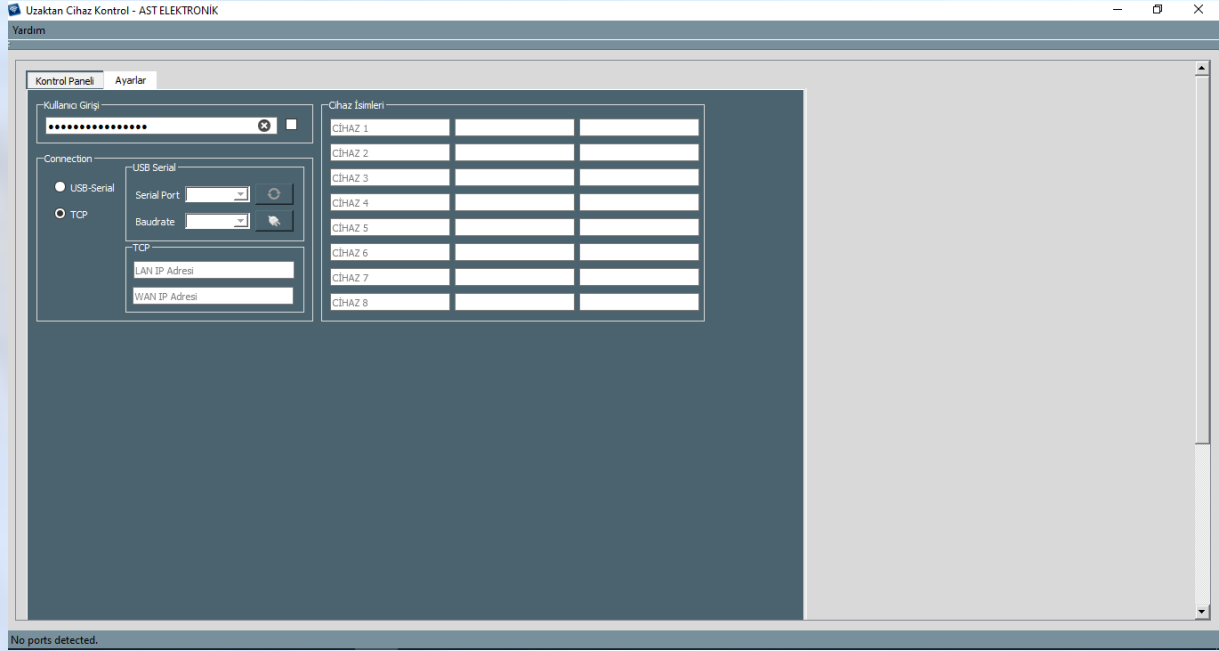 Uzaktan Cihaz Kontrol - AST ELEKTRONİK
Yardım
Kontrol Paneli
Ayarlar
Kullanıcı Girişi
••••••••••••••••
Connection
USB-Serial
TCP
USB Serial
Serial Port
Baudrate
TCP
LAN IP Adresi
WAN IP Adresi
Cihaz İsimleri
CİHAZ 1
CİHAZ 2
CİHAZ 3
CİHAZ 4
CİHAZ 5
CİHAZ 6
CİHAZ 7
CİHAZ 8
No ports detected.